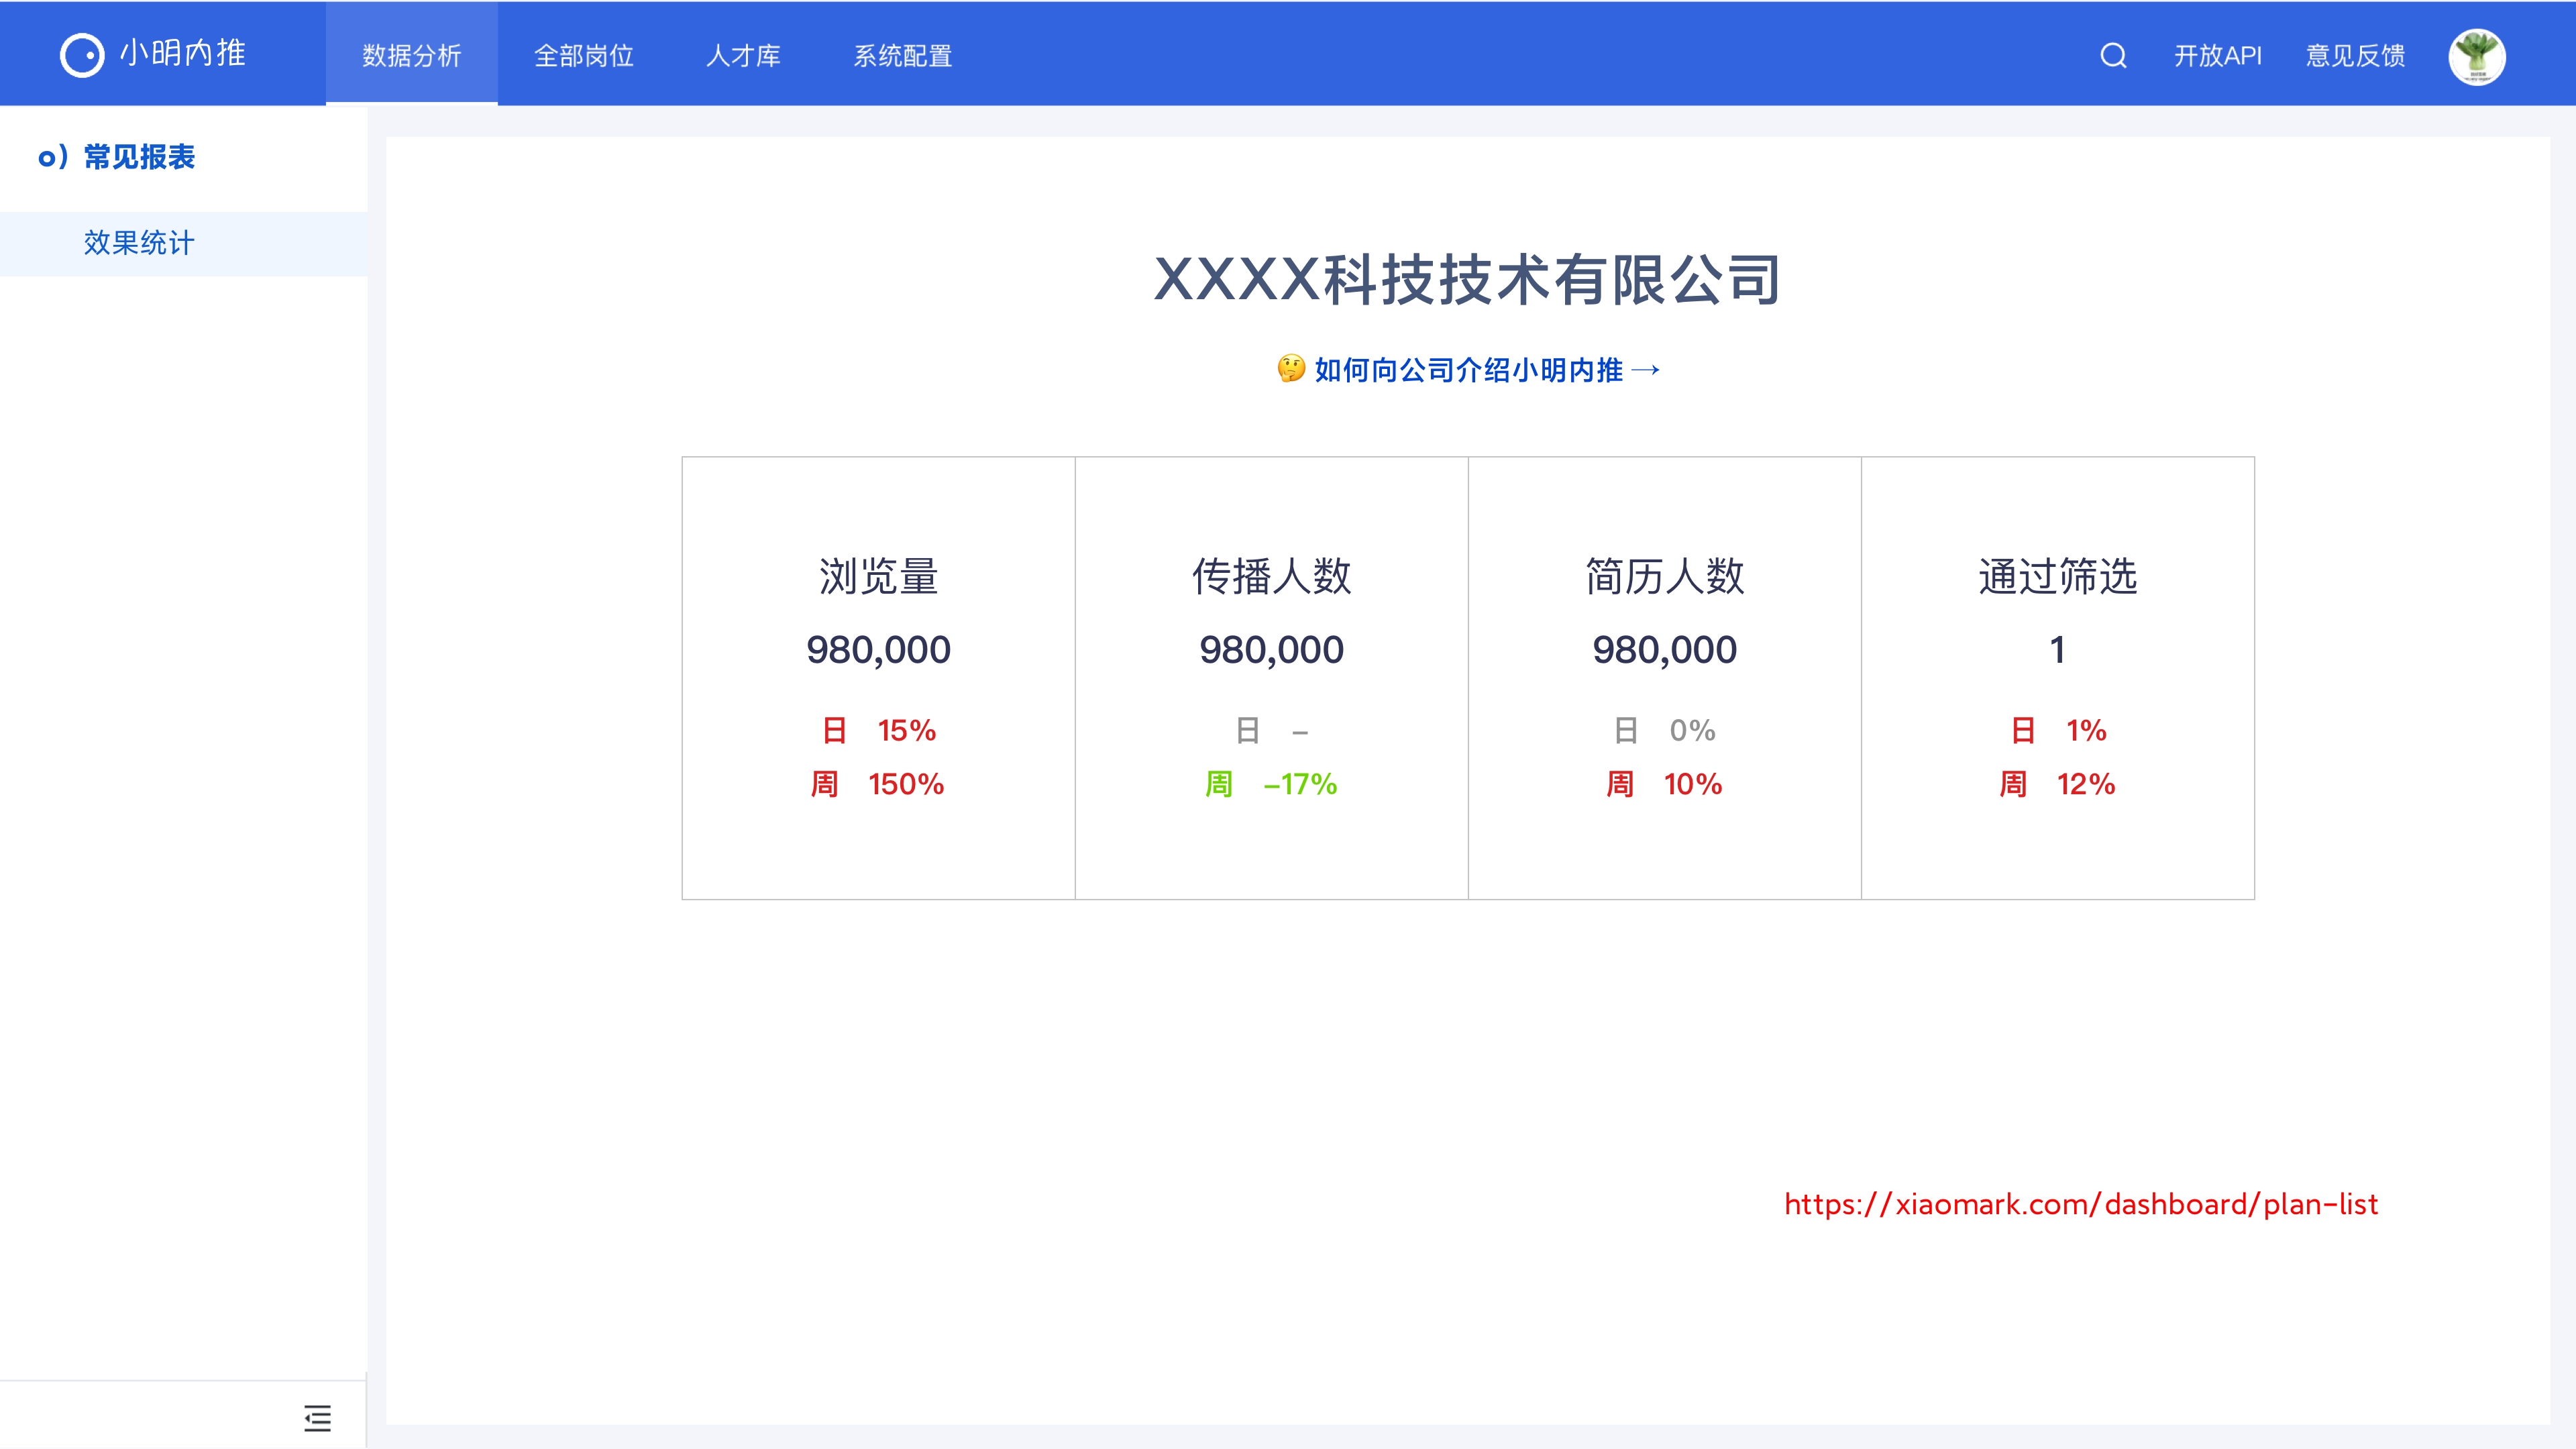 小明内推
数据分析
全部岗位
人才库
系统配置
开放API
意见反馈
常见报表
效果统计
XXXX科技技术有限公司
🤔 如何向公司介绍小明内推 →
浏览量
980,000
日 15%
周 150%
传播人数
980,000
日 –
周 –17%
简历人数
980,000
日 0%
周 10%
通过筛选
1
日 1%
周 12%
https://xiaomark.com/dashboard/plan-list